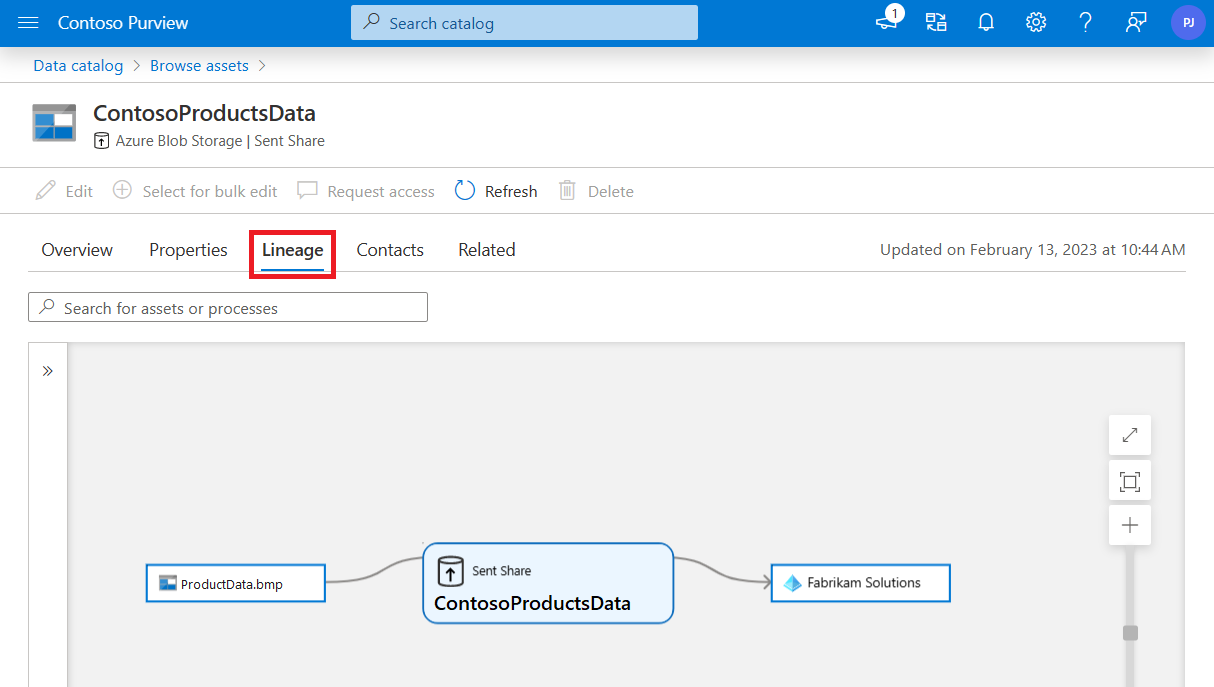 Contoso Purview
Search catalog
1
PJ
Data catalog > Browse assets >
ContosoProductsData
Azure Blob Storage | Sent Share
Edit
Select for bulk edit
Request access
Refresh
Delete
Overview
Properties
Lineage
Contacts
Related
Updated on February 13, 2023 at 10:44 AM
Search for assets or processes
ProductData.bmp
Sent Share
ContosoProductsData
Fabrikam Solutions